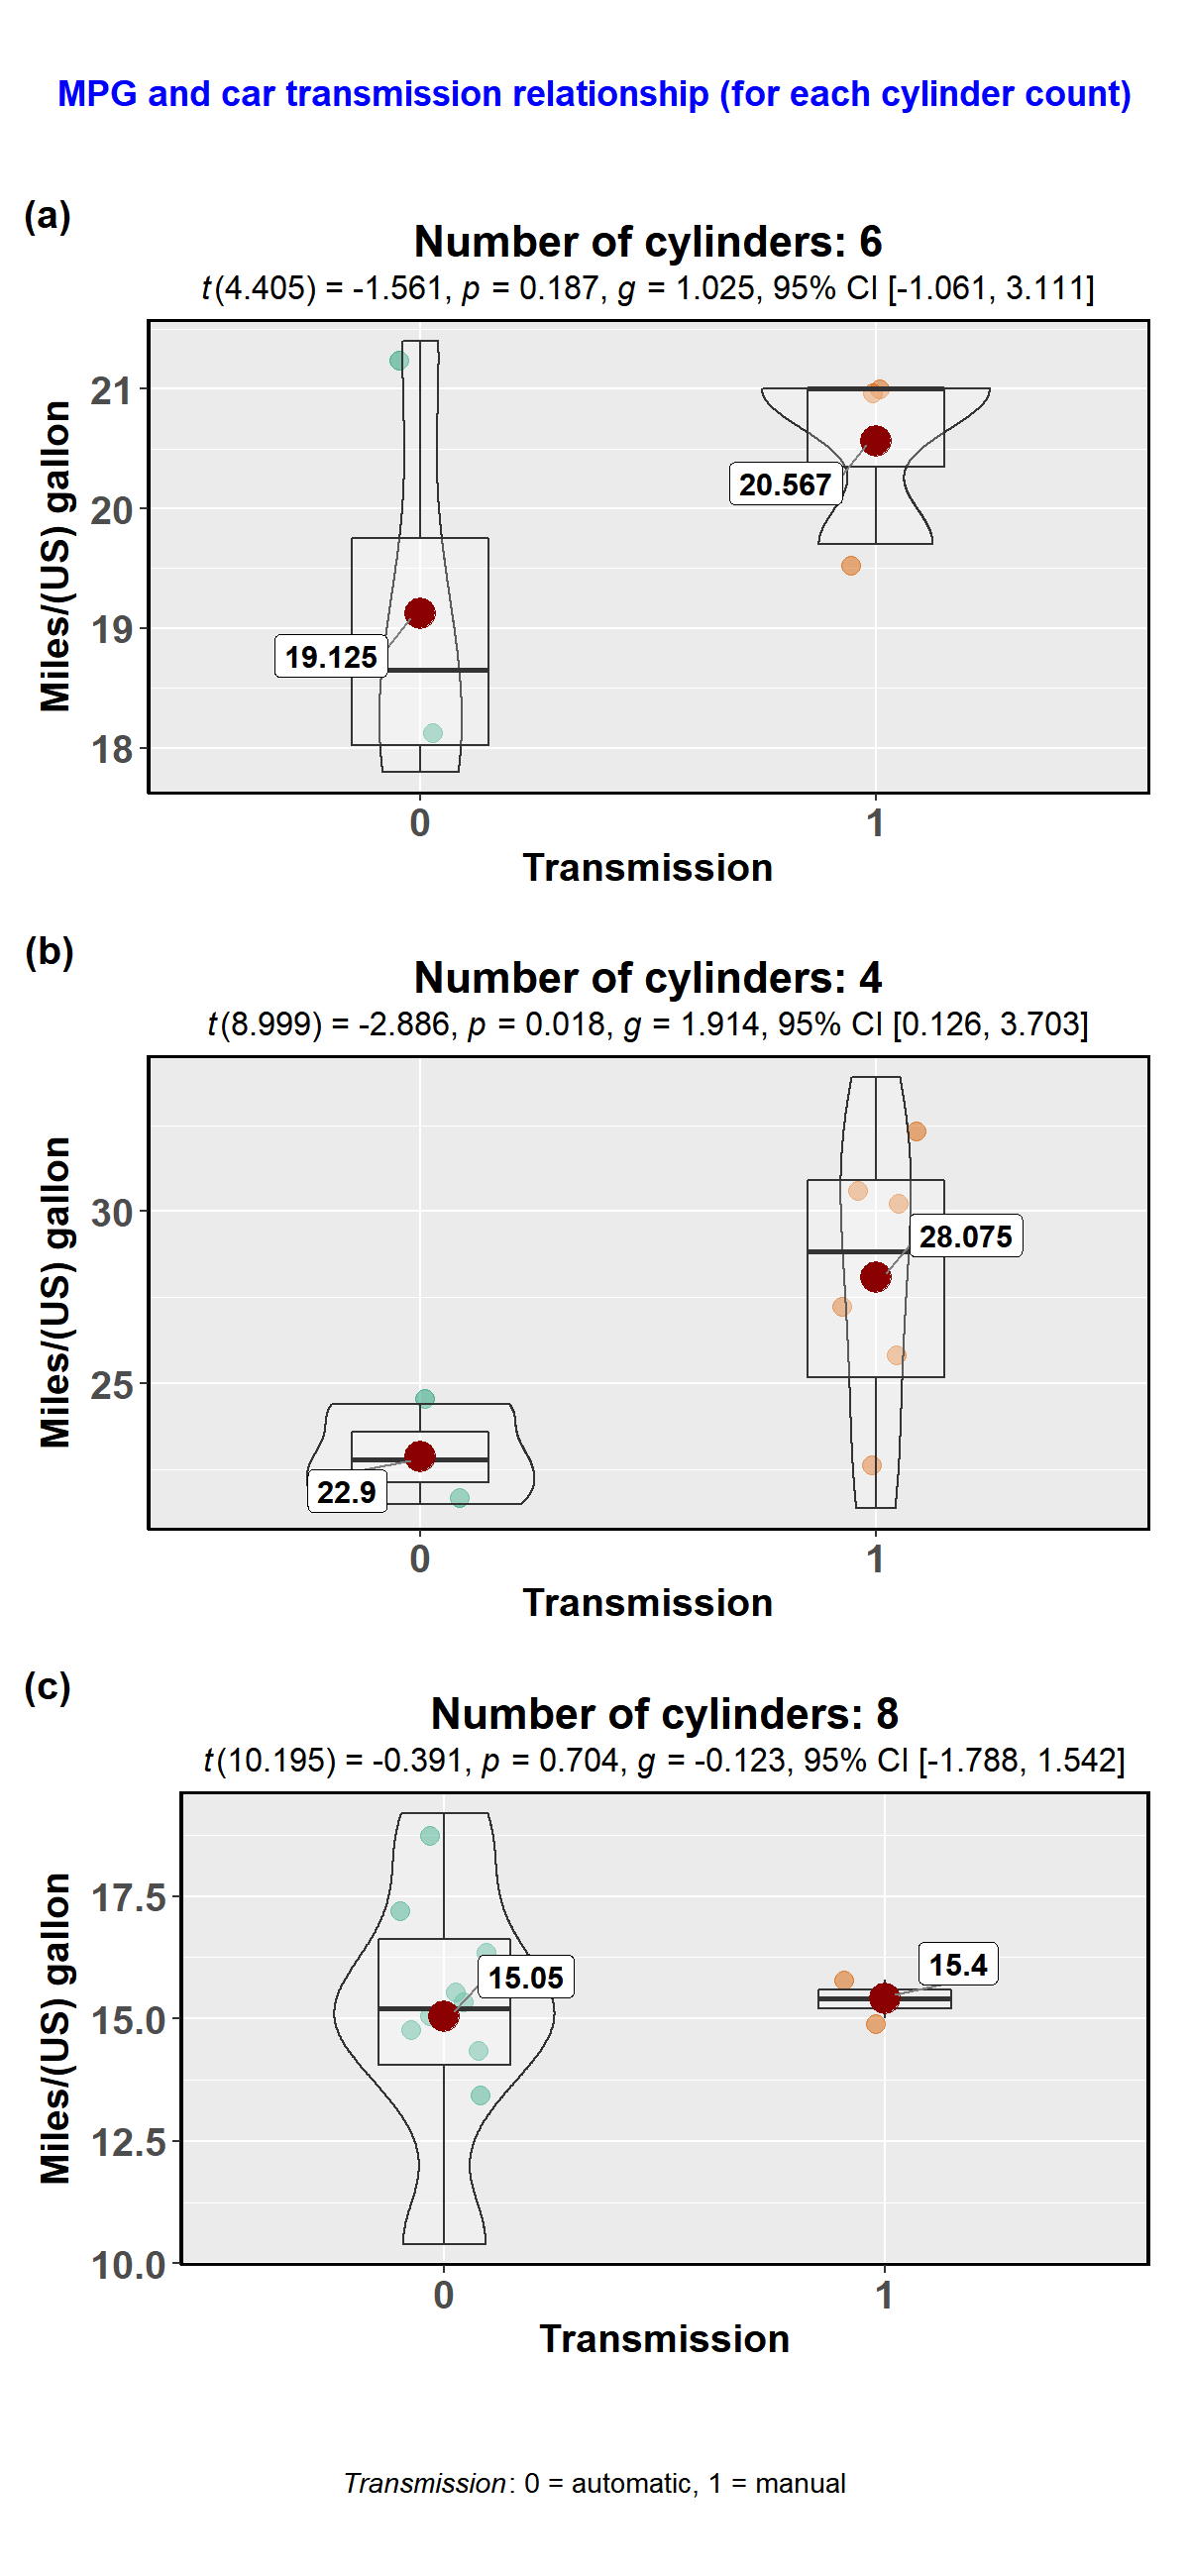 MPG and car transmission relationship (for each cylinder count)
(a)
Number of cylinders: 6
t(4.405) = -1.561, p = 0.187, g = 1.025, 95% CI [-1.061, 3.111]
Miles/(US) gallon
21
20
19
18
20.567
19.125
0 1
Transmission
(b)
Number of cylinders: 4
t(8.999) = -2.886, p = 0.018, g = 1.914, 95% CI [0.126, 3.703]
Miles/(US) gallon
30
25
28.075
22.9
0 1
Transmission
(c)
Number of cylinders: 8
t(10.195) = -0.391, p = 0.704, g = -0.123, 95% CI [-1.788, 1.542]
Miles/(US) gallon
17.5
15.0
12.5
10.0
15.05
15.4
0 1
Transmission
Transmission: 0 = automatic, 1 = manual